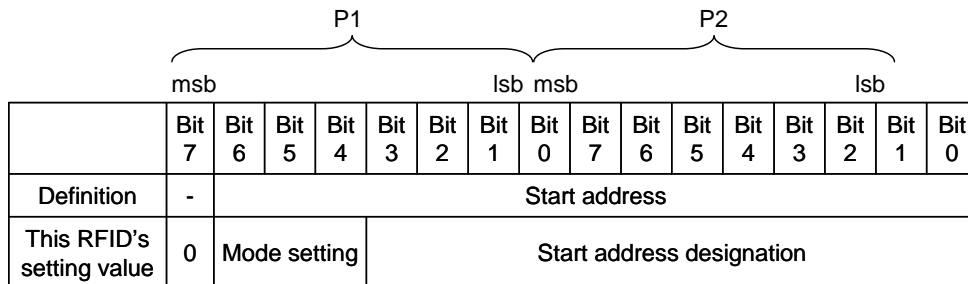 P1 P2
msb lsb msb lsb
Bit 7 Bit 6 Bit 5 Bit 4 Bit 3 Bit 2 Bit 1 Bit 0 Bit 7 Bit 6 Bit 5 Bit 4 Bit 3 Bit 2 Bit 1 Bit 0
Definition - Start address
This RFID's setting value 0 Mode setting Start address designation